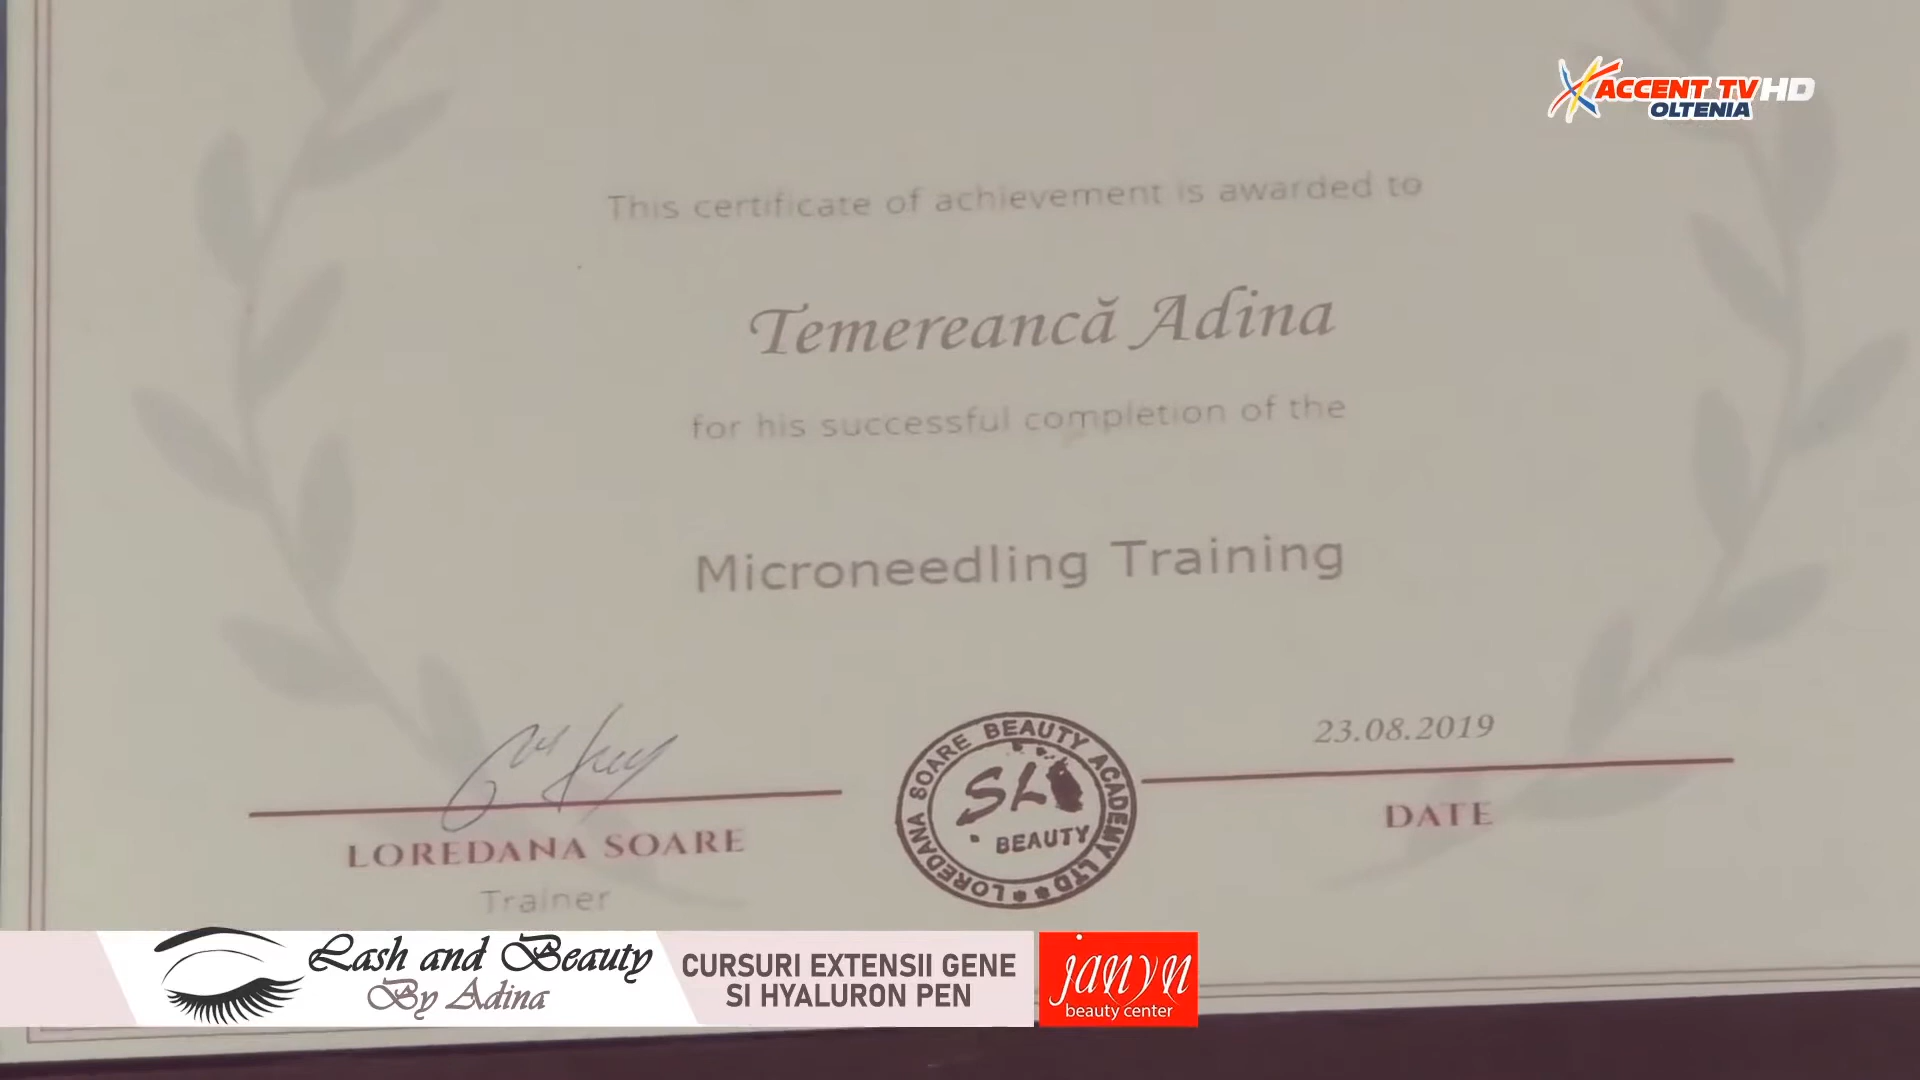 ACCENT TV HD
OLTENIA
This certificate of achievement is awarded to
Temereancă Adina
for his successful completion of the
Microneedling Training
23.08.2019
LOREDANA SOARE
Trainer
LOREDANA SOARE BEAUTY ACADEMY LTD
SL
BEAUTY
DATE
Lash and Beauty
By Adina
CURSURI EXTENSII GENE
SI HYALURON PEN
janyn
beauty center